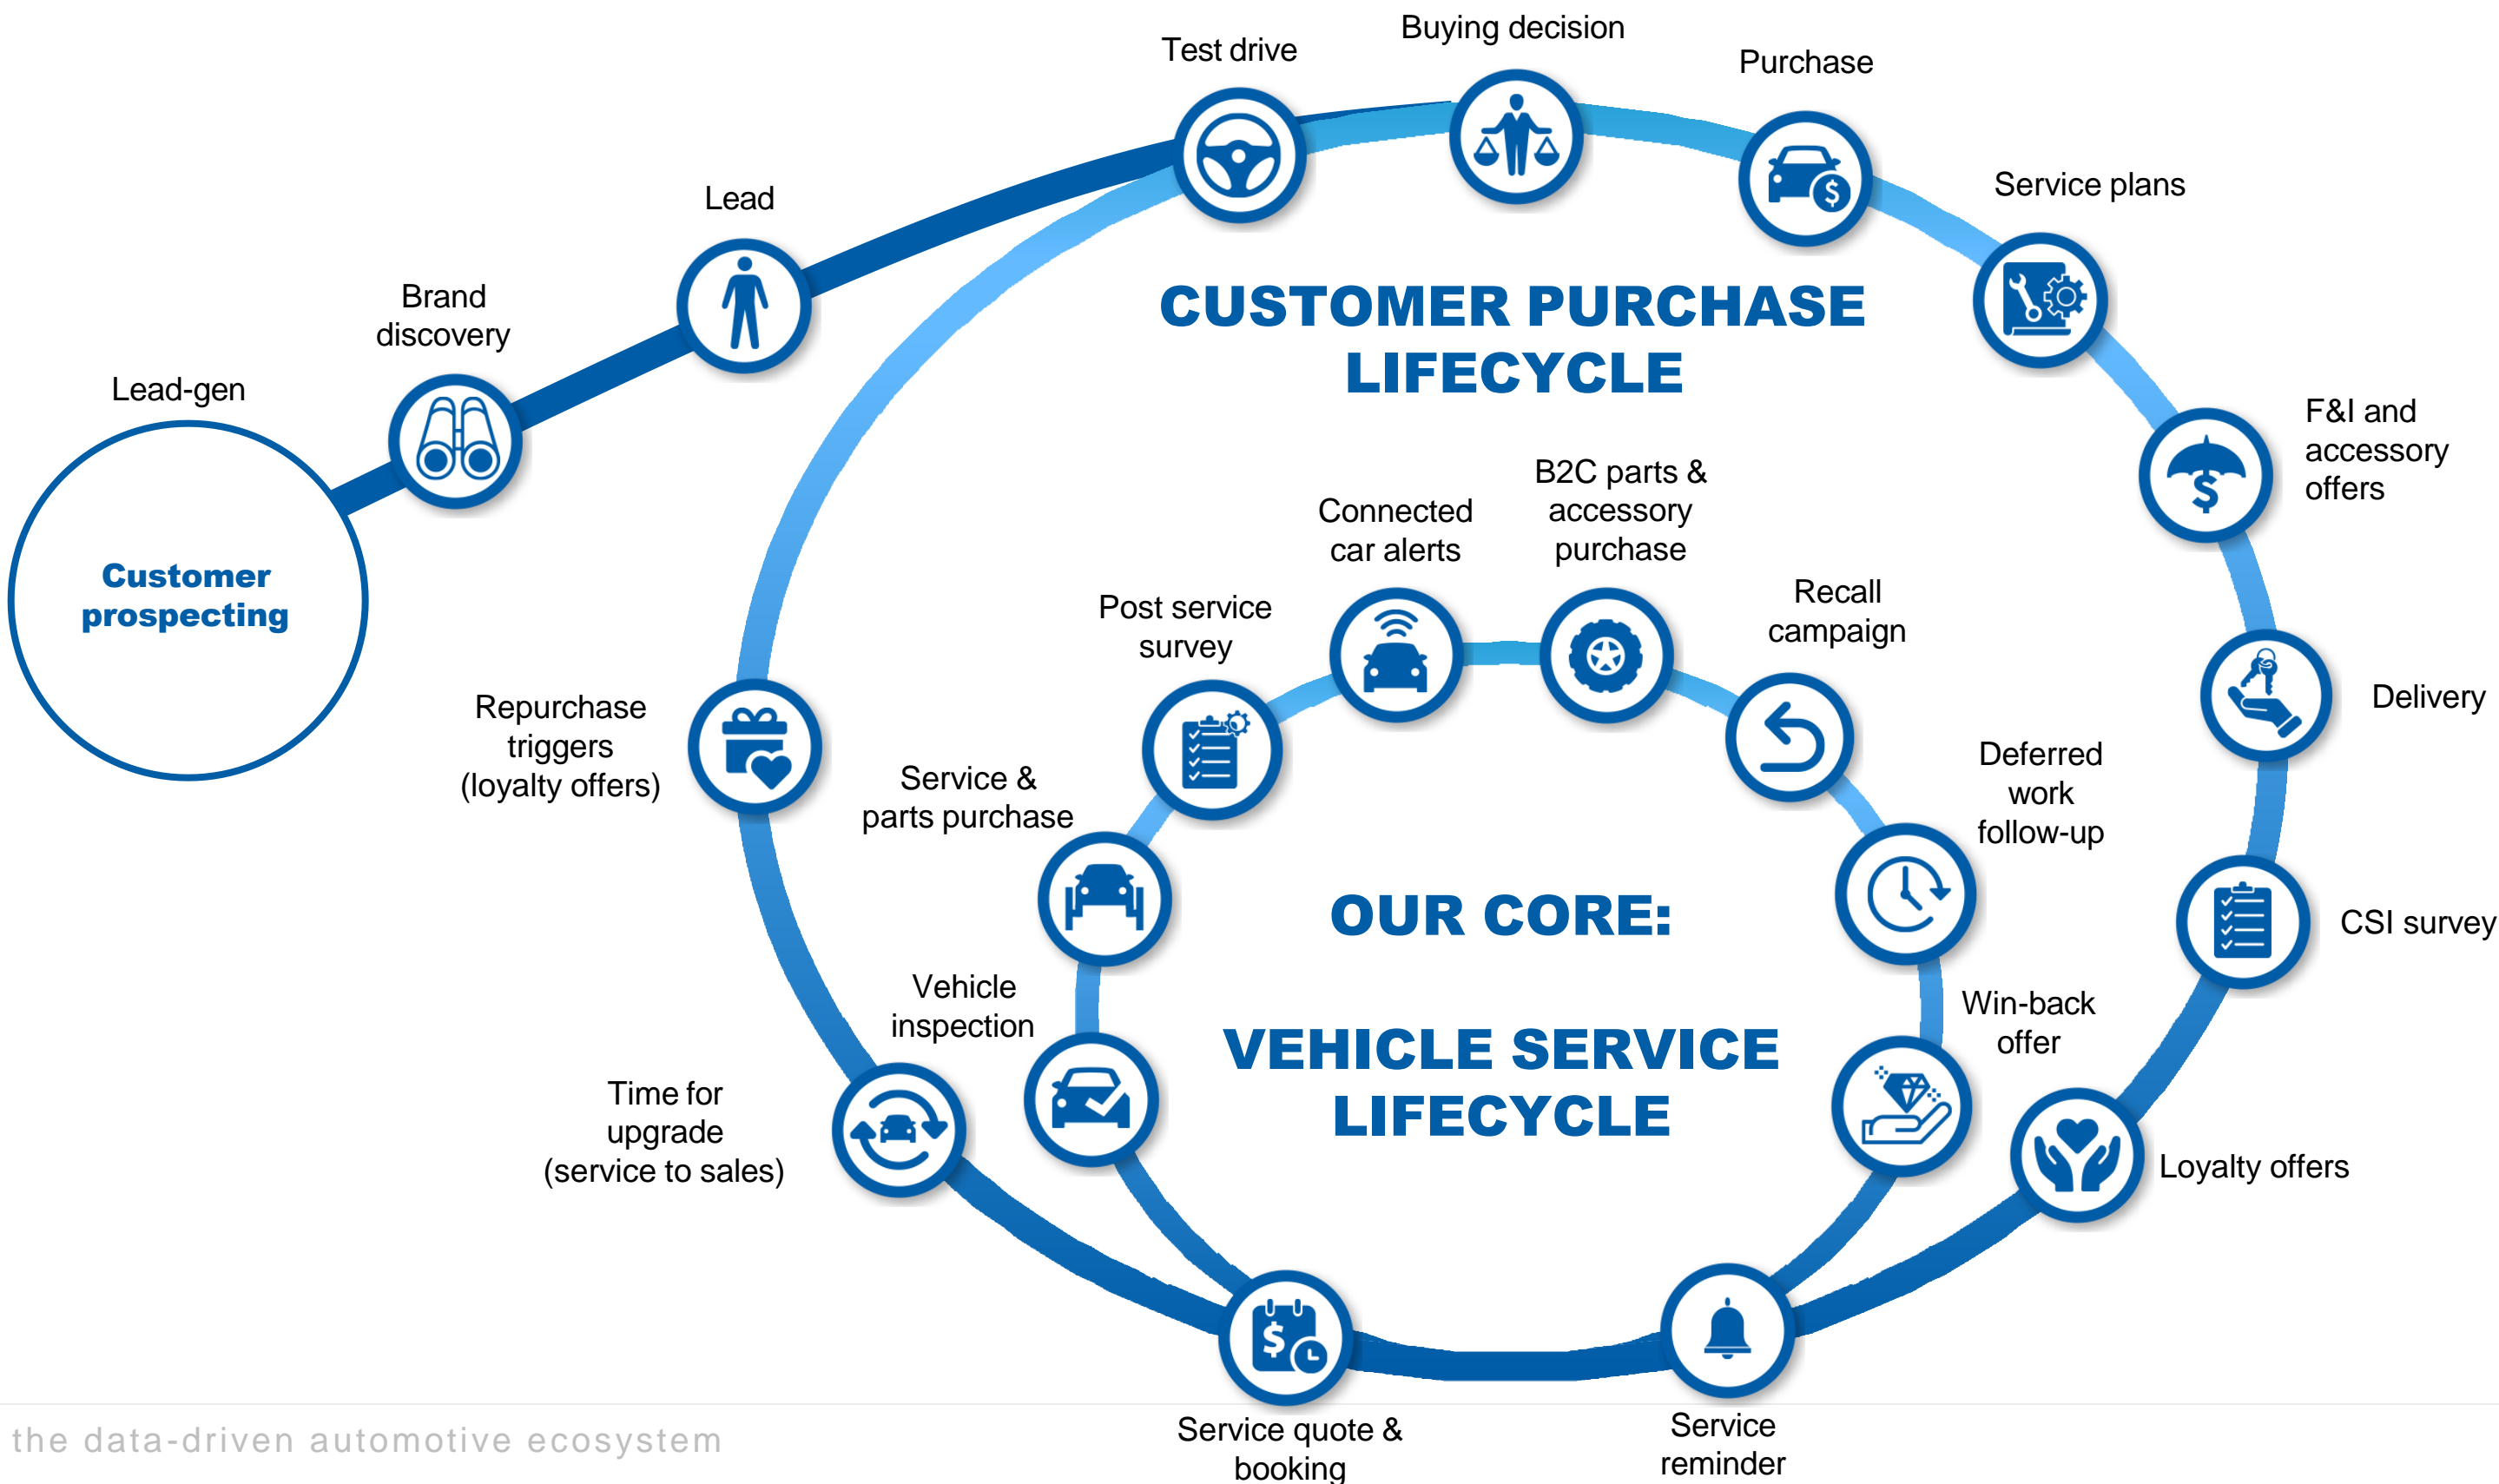 Buying decision
Test drive
Purchase
Lead
Service plans
Brand
discovery
Lead-gen
CUSTOMER PURCHASE
LIFECYCLE
F&I and
accessory
offers
Customer
prospecting
B2C parts &
accessory
purchase
Connected
car alerts
Post service
survey
Recall
campaign
Delivery
Repurchase
triggers
(loyalty offers)
Service &
parts purchase
Deferred
work
follow-up
OUR CORE:
VEHICLE SERVICE
LIFECYCLE
CSI survey
Vehicle
inspection
Win-back
offer
Time for
upgrade
(service to sales)
Loyalty offers
Service quote &
booking
Service
reminder
the data-driven automotive ecosystem